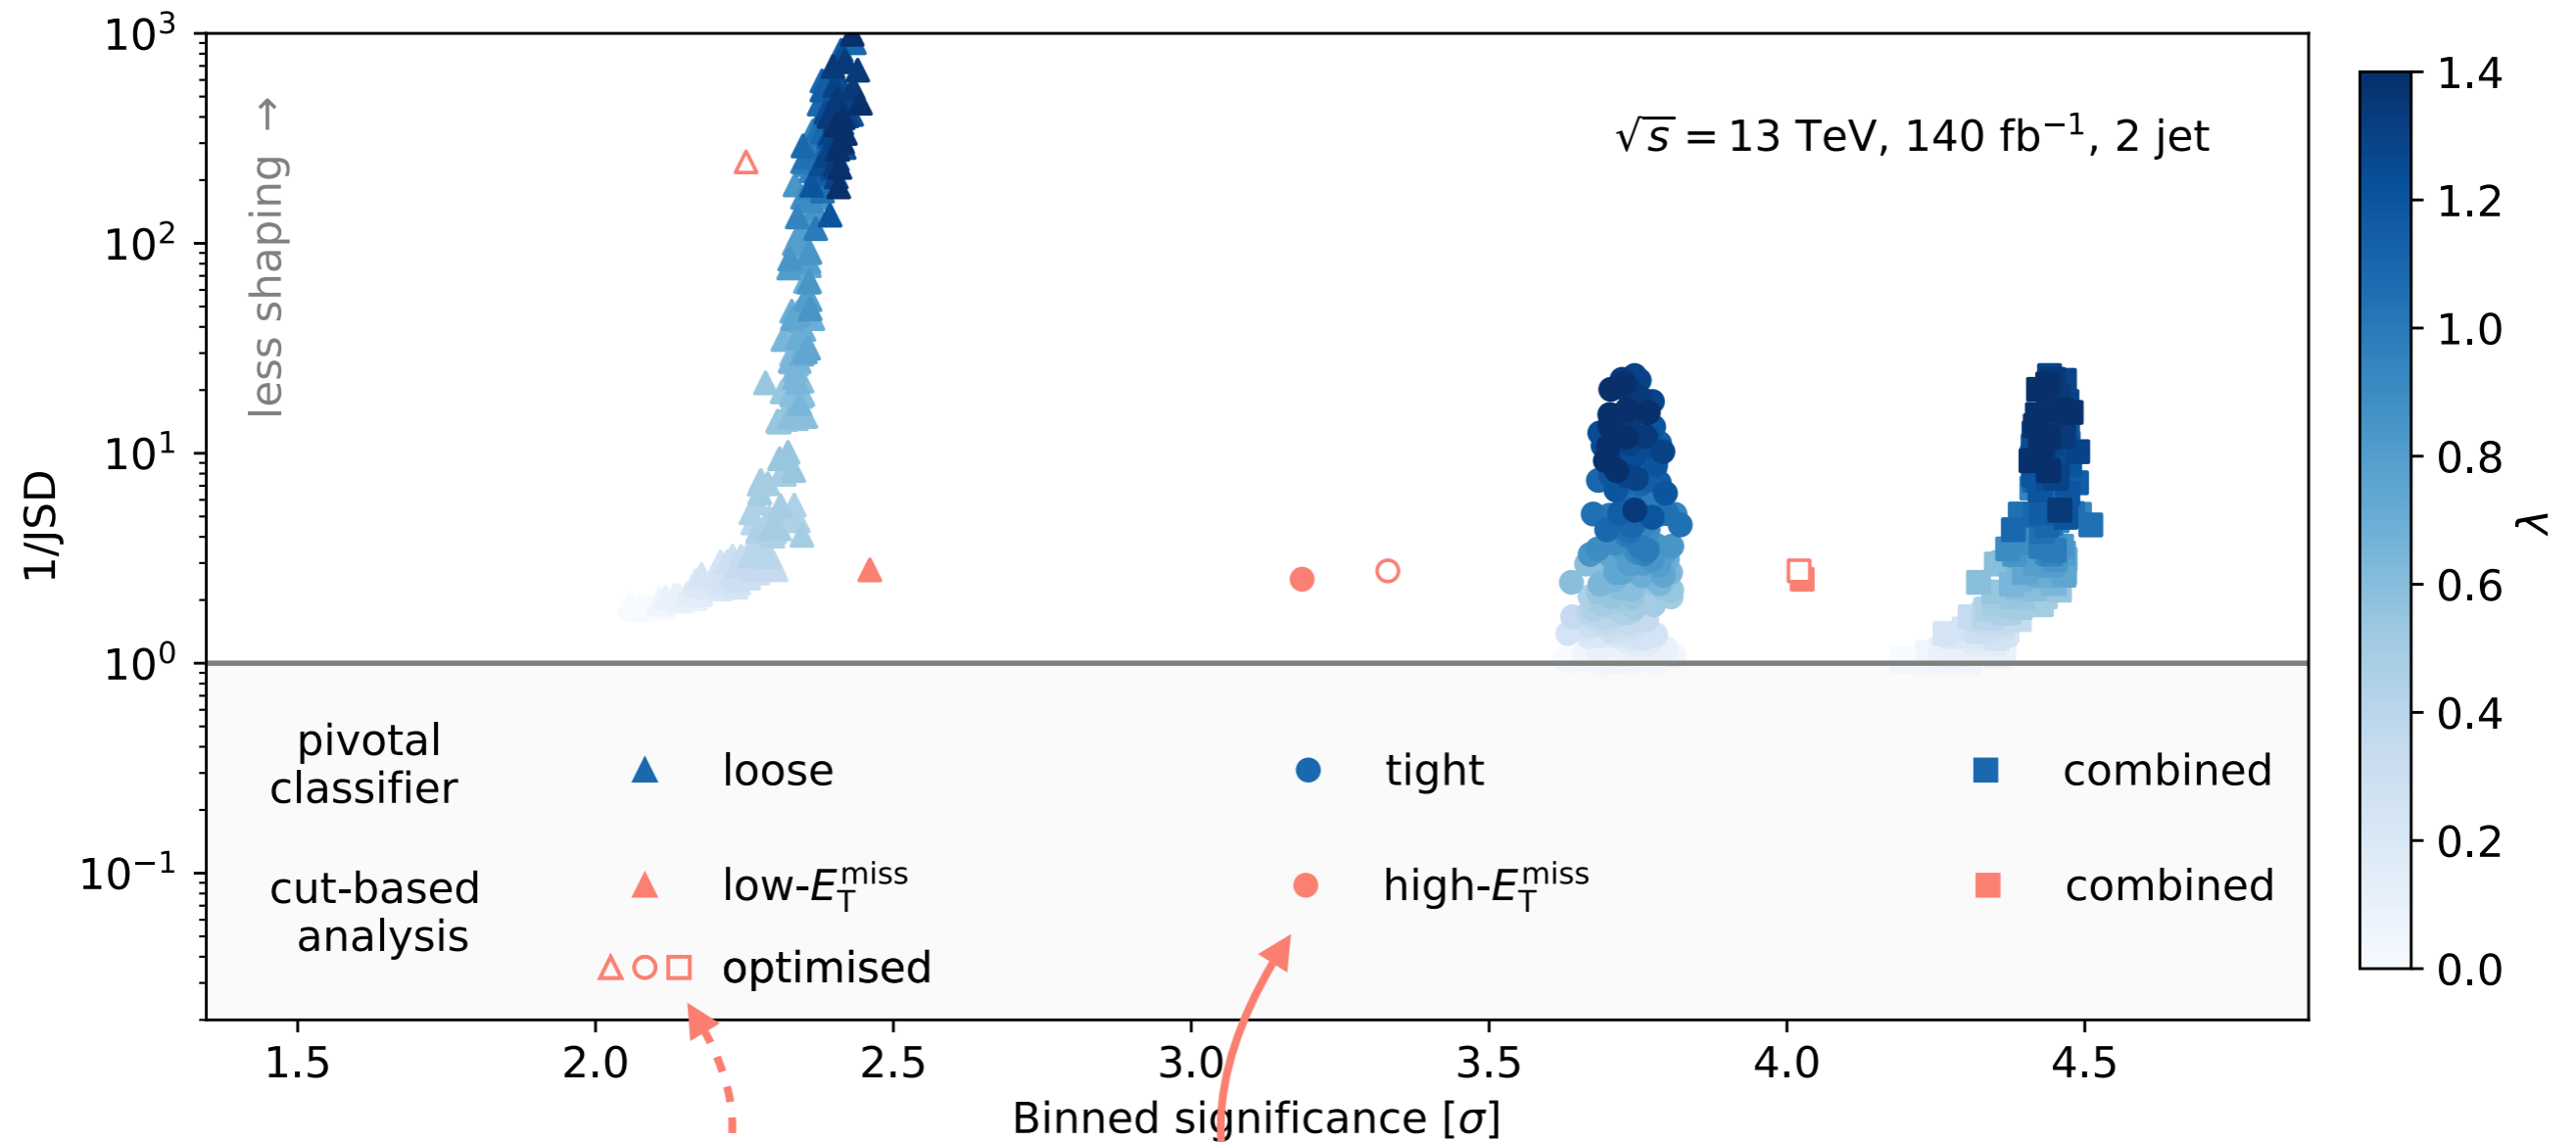 10³
10²
10¹
10⁰
10⁻¹
1/JSD
less shaping →
√s = 13 TeV, 140 fb⁻¹, 2 jet
pivotal
classifier
loose
tight
combined
cut-based
analysis
low-E_T^miss
high-E_T^miss
combined
optimised
1.5 2.0 2.5 3.0 3.5 4.0 4.5
Binned significance [σ]
1.4
1.2
1.0
0.8
0.6
0.4
0.2
0.0
λ